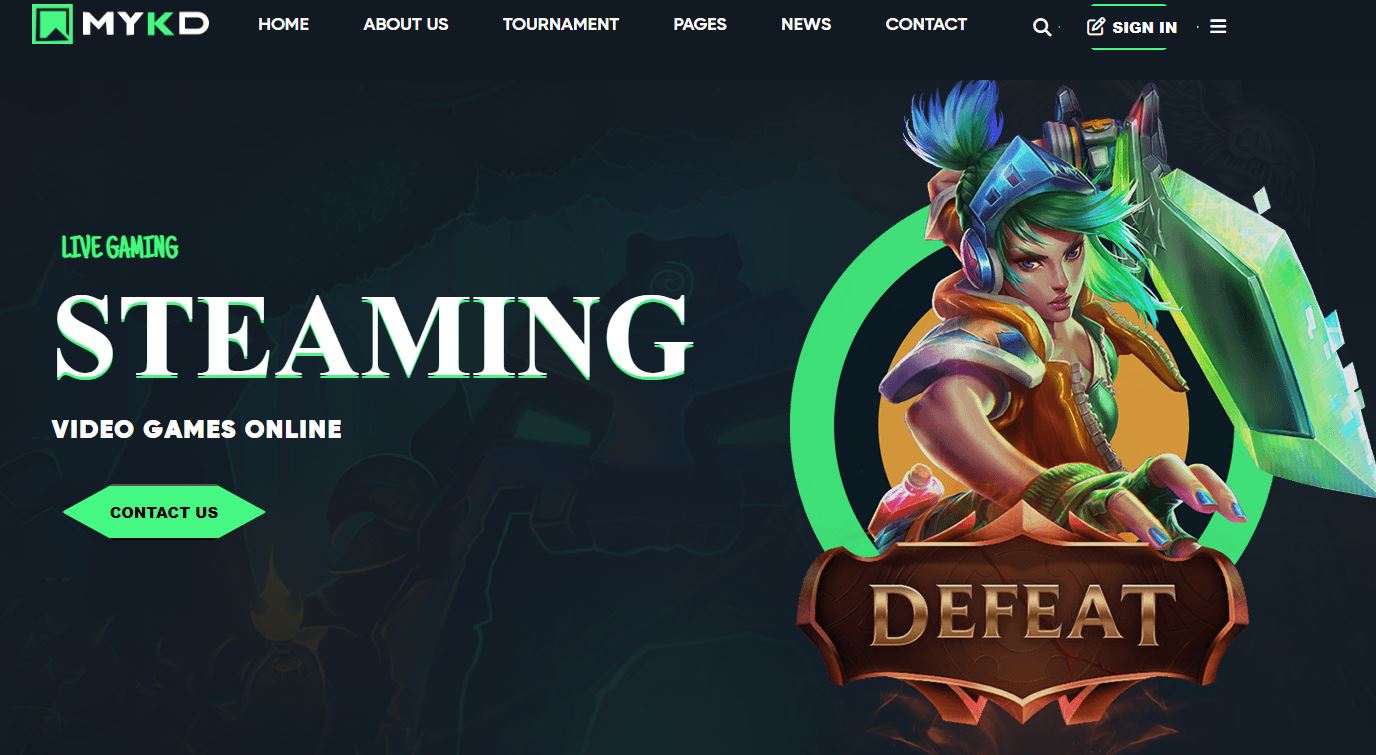 MYKD
HOME ABOUT US TOURNAMENT PAGES NEWS CONTACT SIGN IN
LIVE GAMING
STEAMING
VIDEO GAMES ONLINE
CONTACT US
DEFEAT